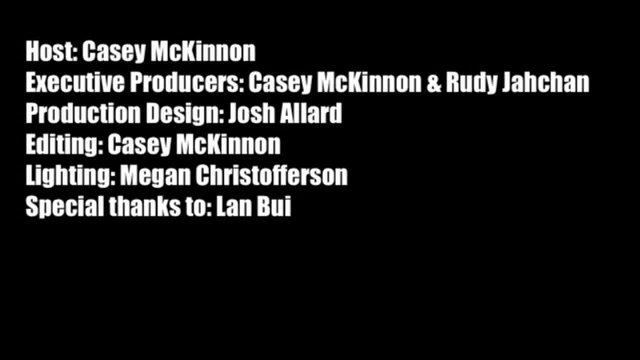 Host: Casey McKinnon
Executive Producers: Casey McKinnon & Rudy Jahchan
Production Design: Josh Allard
Editing: Casey McKinnon
Lighting: Megan Christofferson
Special thanks to: Lan Bui